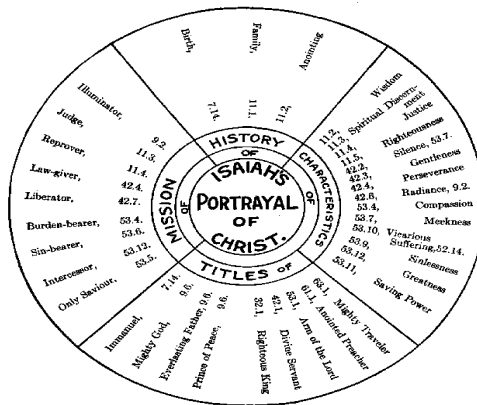 ISAIAH'S
PORTRAYAL
OF
CHRIST.
HISTORY
OF
Birth, 7.14.
Family, 11.1.
Anointing 11.2,
CHARACTERISTICS
OF
Wisdom 11.2,
Spiritual Discernment 11.3,
Justice 11.4,
Righteousness 11.5,
Silence, 53.7. 42.2,
Gentleness 42.3,
Perseverance 42.4,
Radiance, 9.2. 42.6,
Compassion 53.4,
Meekness 53.7,
Vicarious Suffering, 52.14. 53.10,
Sinlessness 53.9,
Greatness 53.12,
Saving Power 53.11,
TITLES OF
Immanuel, 7.14.
Mighty God, 9.6.
Everlasting Father, 9.6.
Prince of Peace, 9.6.
Righteous King 32.1,
Divine Servant 42.1,
Arm of the Lord 53.1,
Anointed Preacher 61.1,
Mighty Traveler 63.1,
MISSION
OF
Illuminator, 9.2.
Judge, 11.3.
Reprover, 11.4.
Law-giver, 42.4.
Liberator, 42.7.
Burden-bearer, 53.4.
Sin-bearer, 53.6.
Intercessor, 53.12.
Only Saviour, 53.5.